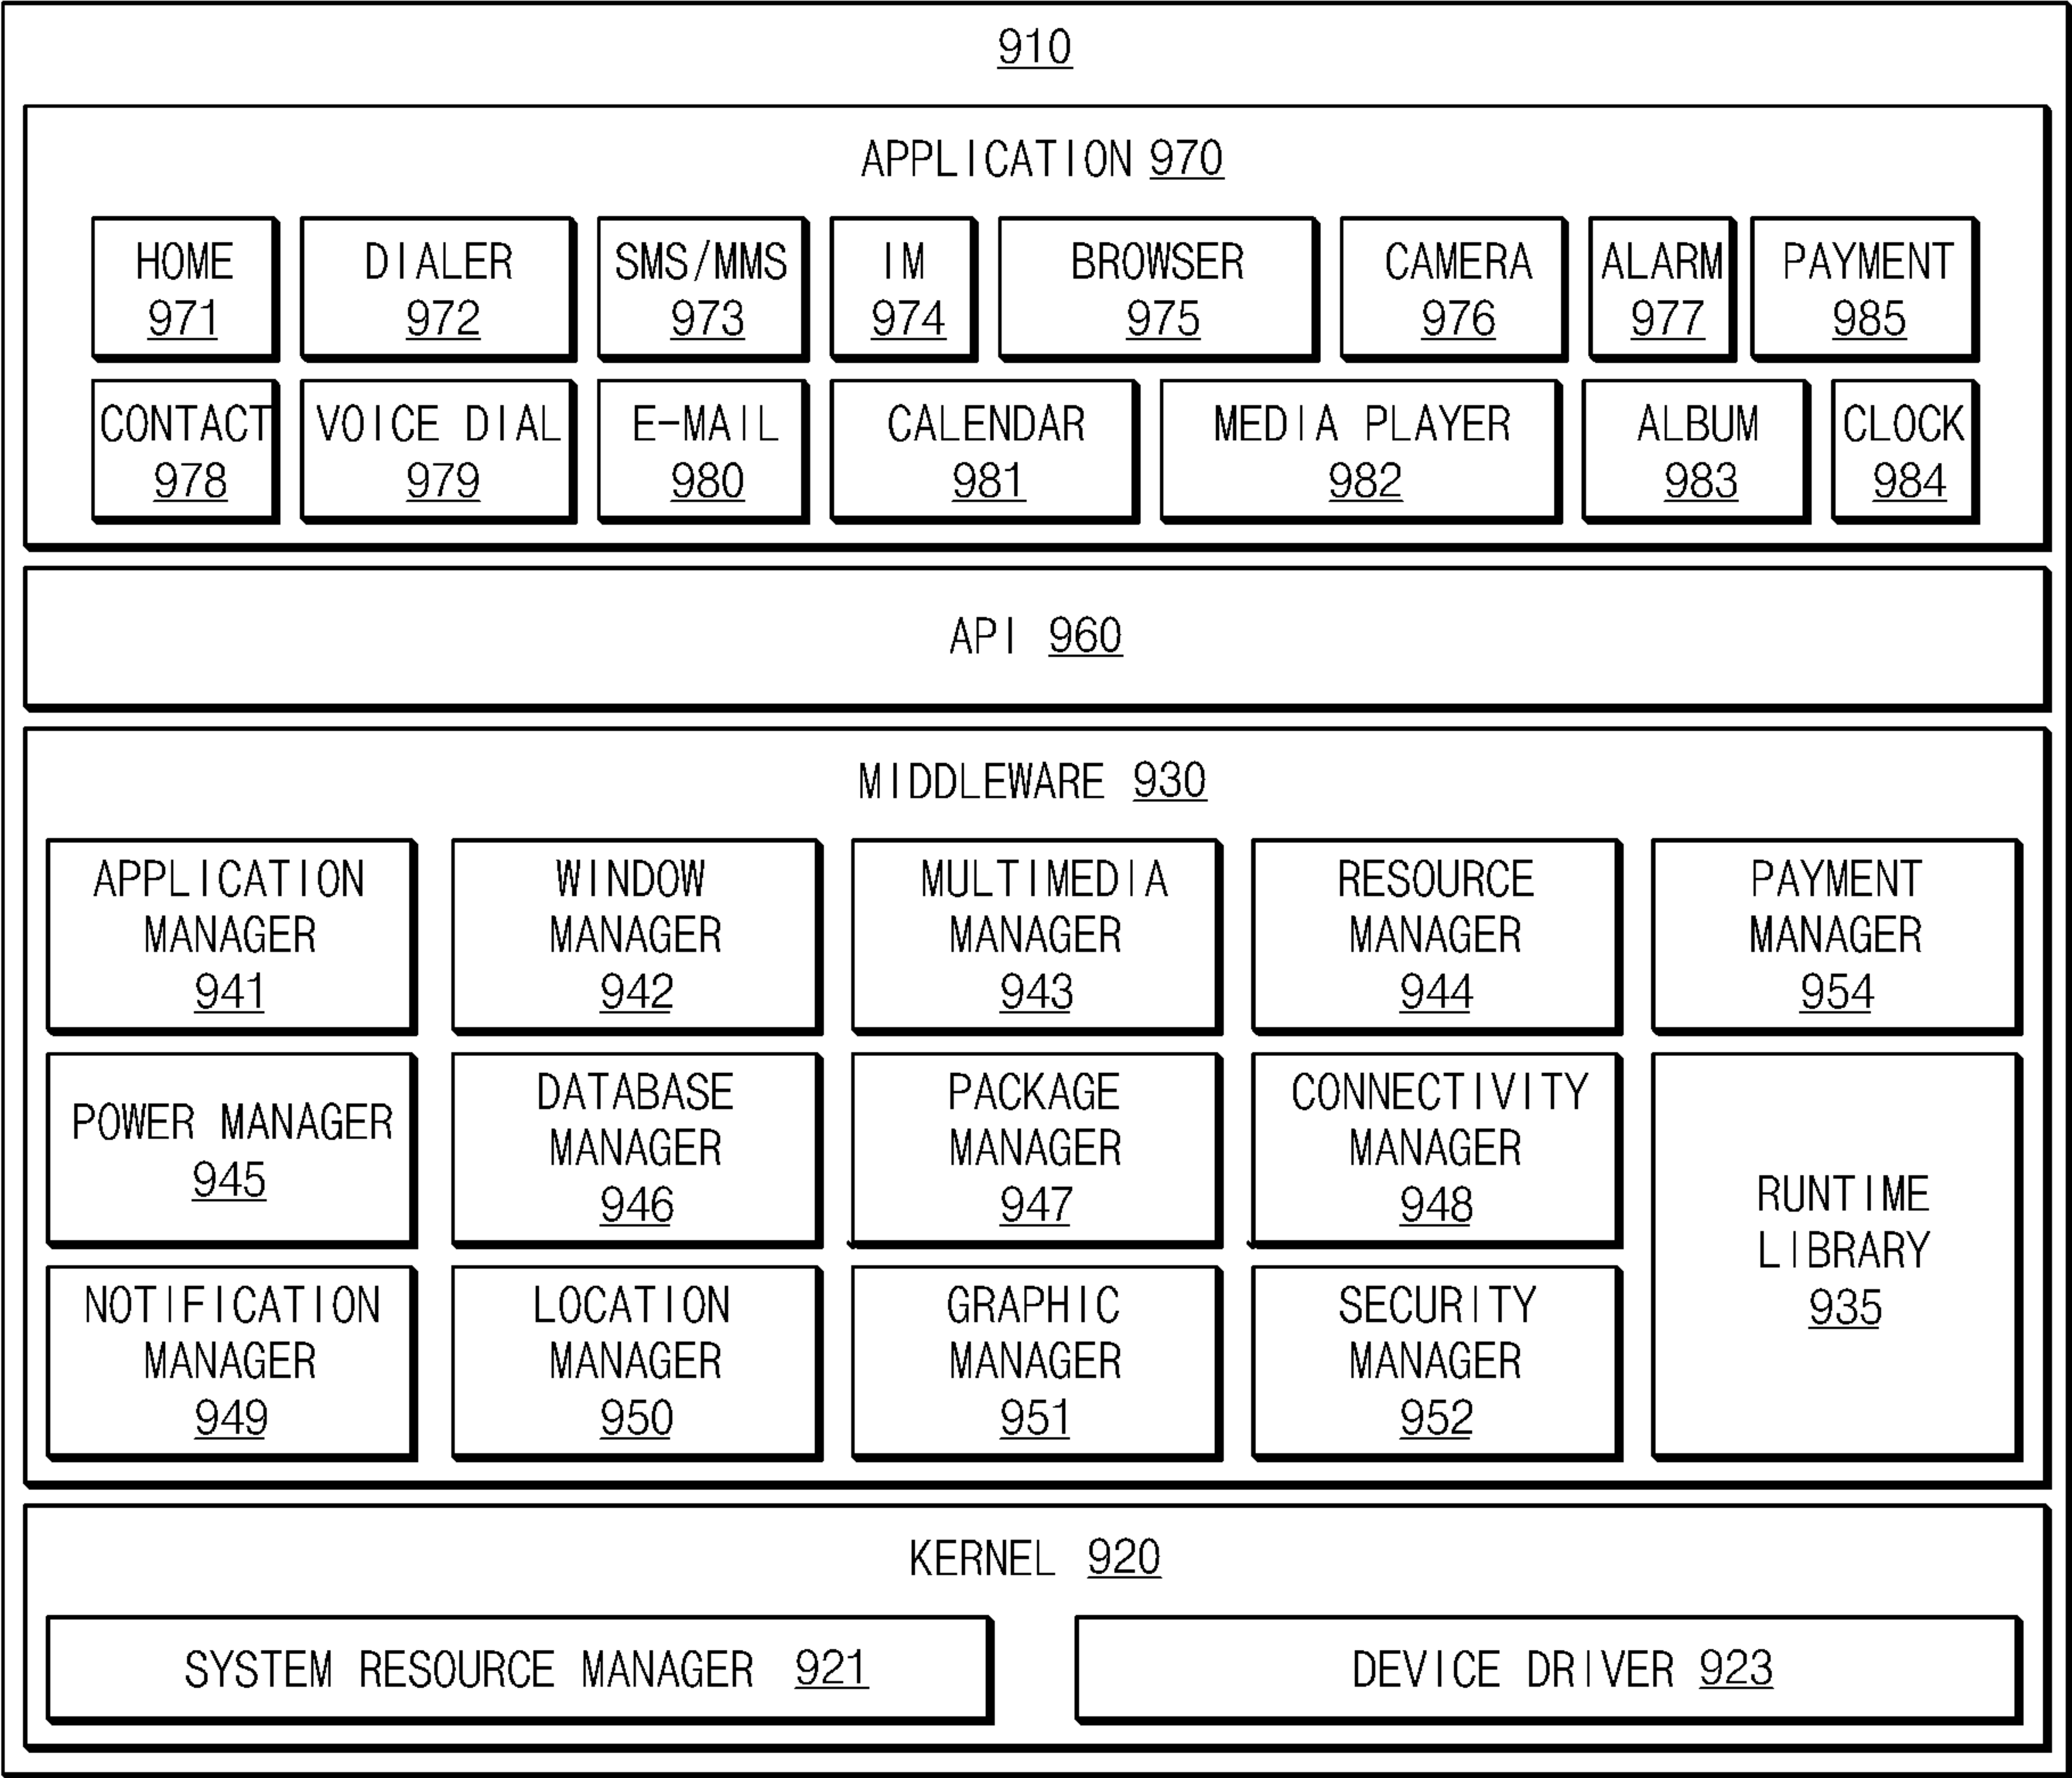 910
APPLICATION 970
HOME
971
DIALER
972
SMS/MMS
973
IM
974
BROWSER
975
CAMERA
976
ALARM
977
PAYMENT
985
CONTACT
978
VOICE DIAL
979
E-MAIL
980
CALENDAR
981
MEDIA PLAYER
982
ALBUM
983
CLOCK
984
API 960
MIDDLEWARE 930
APPLICATION
MANAGER
941
WINDOW
MANAGER
942
MULTIMEDIA
MANAGER
943
RESOURCE
MANAGER
944
PAYMENT
MANAGER
954
POWER MANAGER
945
DATABASE
MANAGER
946
PACKAGE
MANAGER
947
CONNECTIVITY
MANAGER
948
RUNTIME
LIBRARY
935
NOTIFICATION
MANAGER
949
LOCATION
MANAGER
950
GRAPHIC
MANAGER
951
SECURITY
MANAGER
952
KERNEL 920
SYSTEM RESOURCE MANAGER 921
DEVICE DRIVER 923